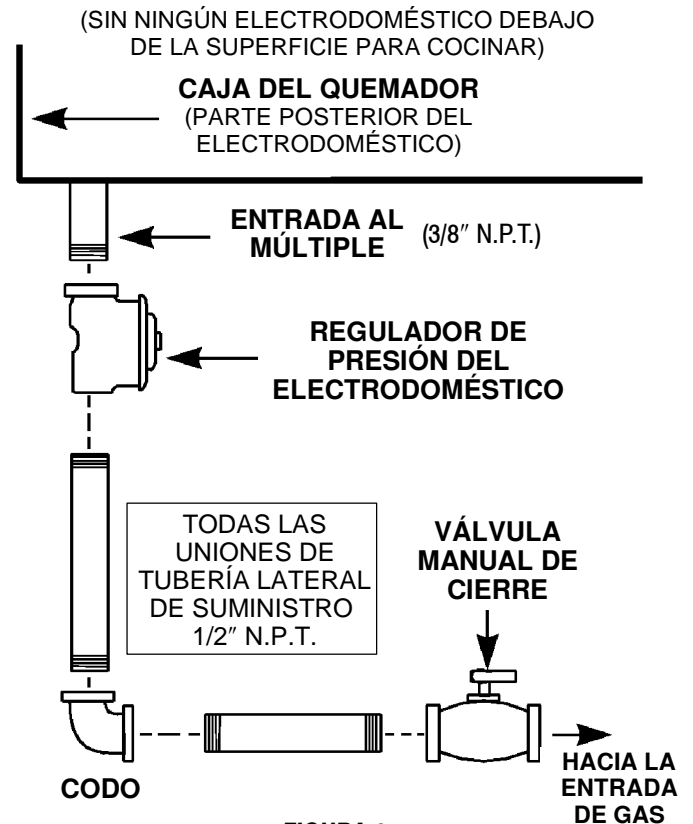 (SIN NINGÚN ELECTRODOMÉSTICO DEBAJO
DE LA SUPERFICIE PARA COCINAR)
CAJA DEL QUEMADOR
(PARTE POSTERIOR DEL
ELECTRODOMÉSTICO)
ENTRADA AL
MÚLTIPLE (3/8″ N.P.T.)
REGULADOR DE
PRESIÓN DEL
ELECTRODOMÉSTICO
TODAS LAS
UNIONES DE
TUBERÍA LATERAL
DE SUMINISTRO
1/2″ N.P.T.
VÁLVULA
MANUAL DE
CIERRE
CODO
HACIA LA
ENTRADA
DE GAS
FIGURA